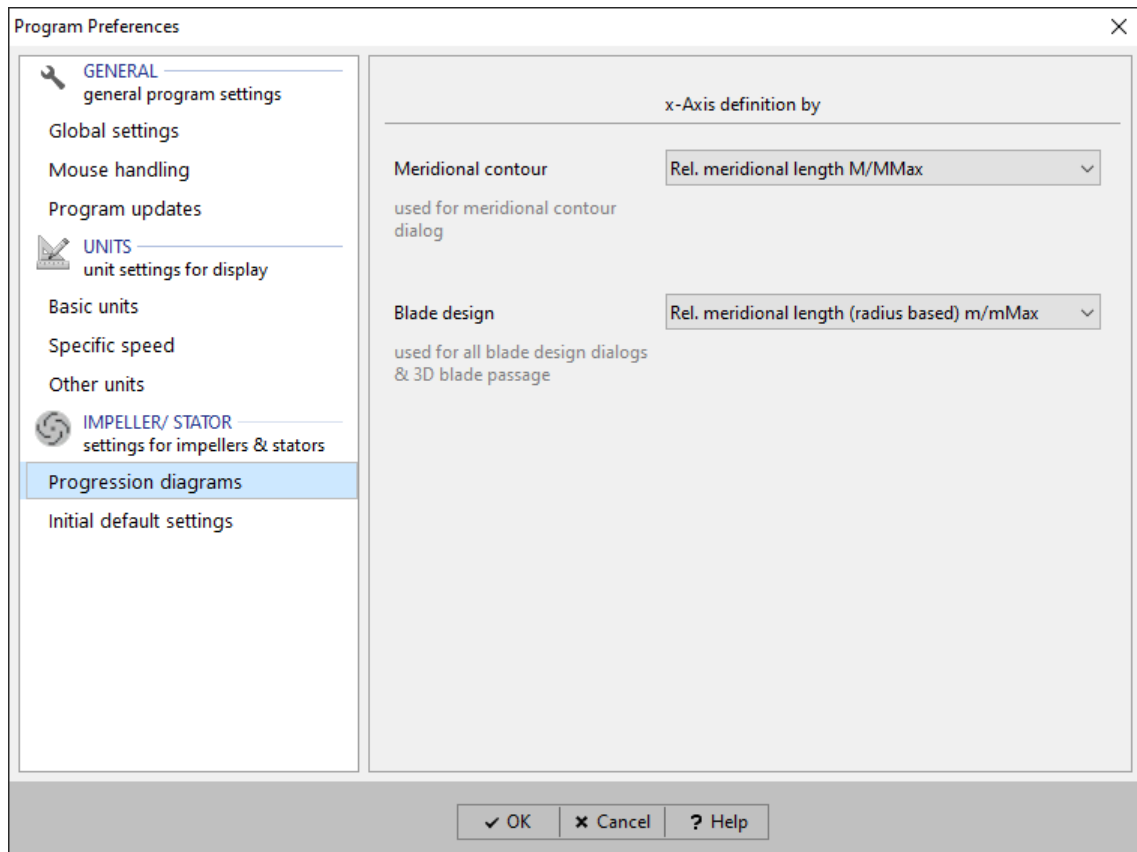 Program Preferences
GENERAL
general program settings
Global settings
Mouse handling
Program updates
UNITS
unit settings for display
Basic units
Specific speed
Other units
IMPELLER/ STATOR
settings for impellers & stators
Progression diagrams
Initial default settings
x-Axis definition by
Meridional contour
Rel. meridional length M/MMax
used for meridional contour
dialog
Blade design
Rel. meridional length (radius based) m/mMax
used for all blade design dialogs
& 3D blade passage
OK
Cancel
? Help